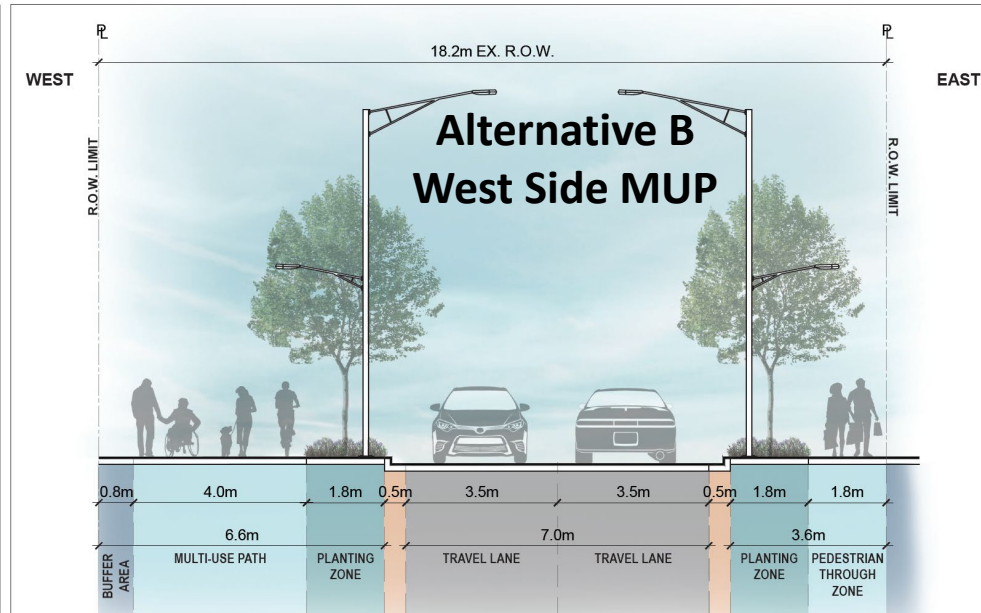 ℄ ℄
18.2m EX. R.O.W.
WEST
EAST
Alternative B
West Side MUP
R.O.W. LIMIT
R.O.W. LIMIT
0.8m 4.0m 1.8m 0.5m 3.5m 3.5m 0.5m 1.8m 1.8m
6.6m 7.0m 3.6m
BUFFER
AREA
MULTI-USE PATH
PLANTING
ZONE
TRAVEL LANE
TRAVEL LANE
PLANTING
ZONE
PEDESTRIAN
THROUGH
ZONE